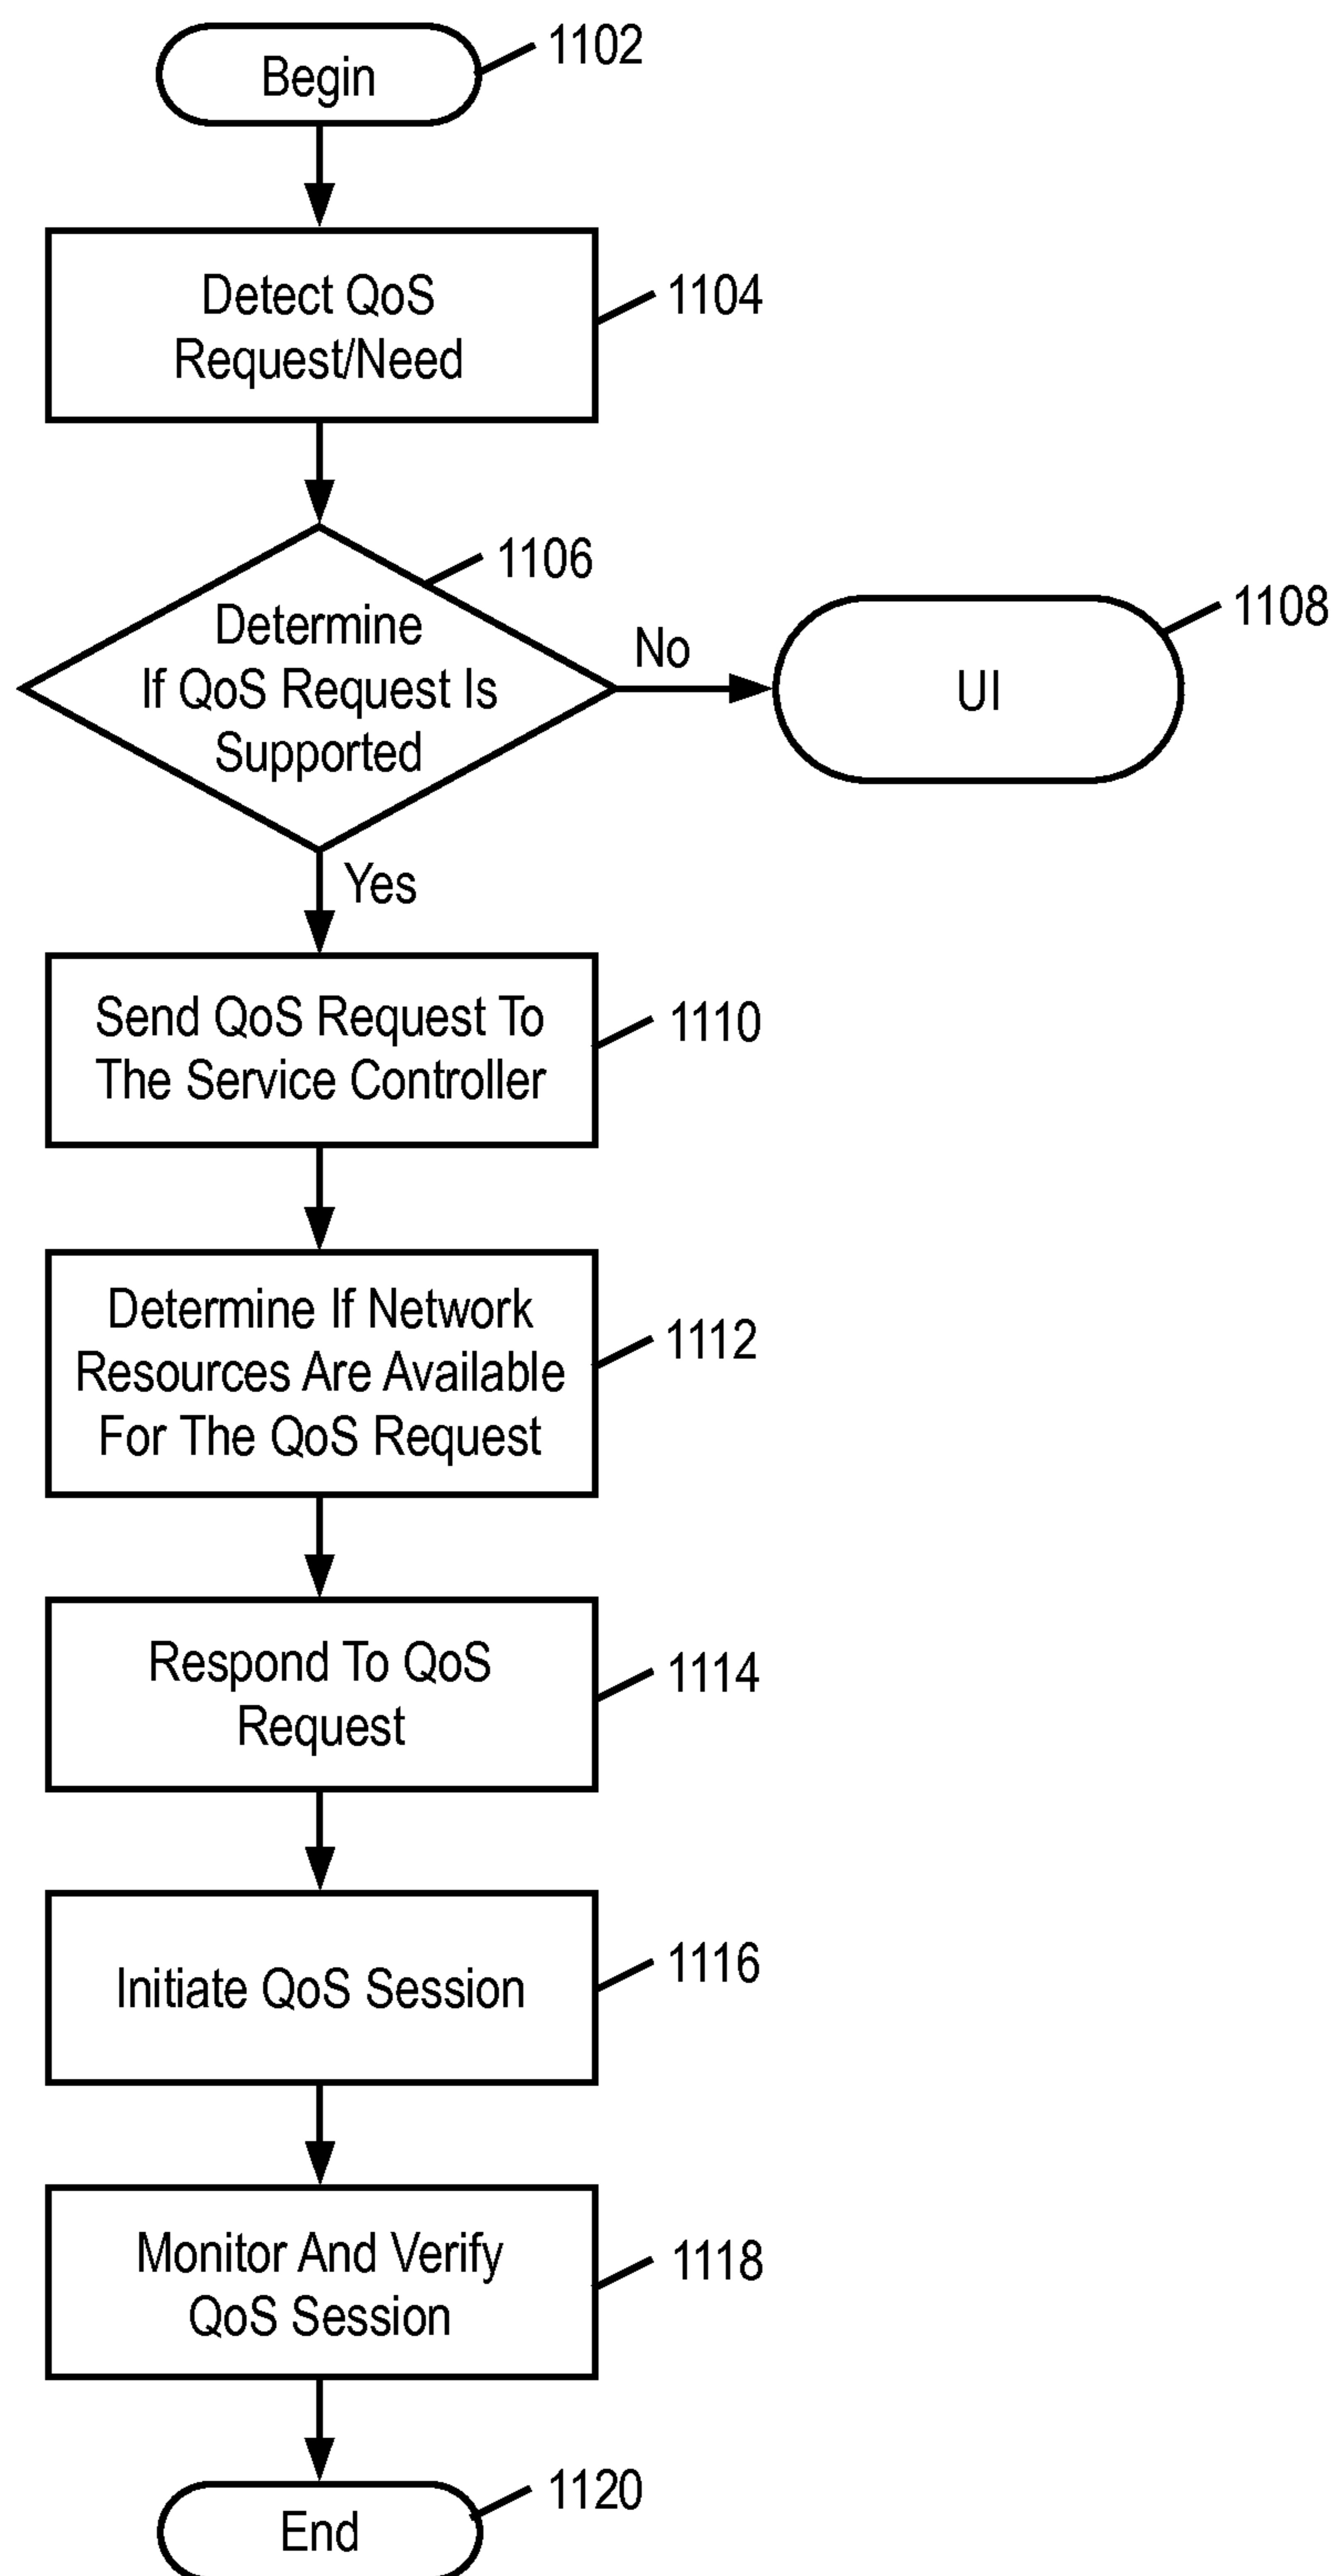 Begin
1102
Detect QoS
Request/Need
1104
1106
Determine
If QoS Request Is
Supported
No
UI
1108
Yes
Send QoS Request To
The Service Controller
1110
Determine If Network
Resources Are Available
For The QoS Request
1112
Respond To QoS
Request
1114
Initiate QoS Session
1116
Monitor And Verify
QoS Session
1118
End
1120